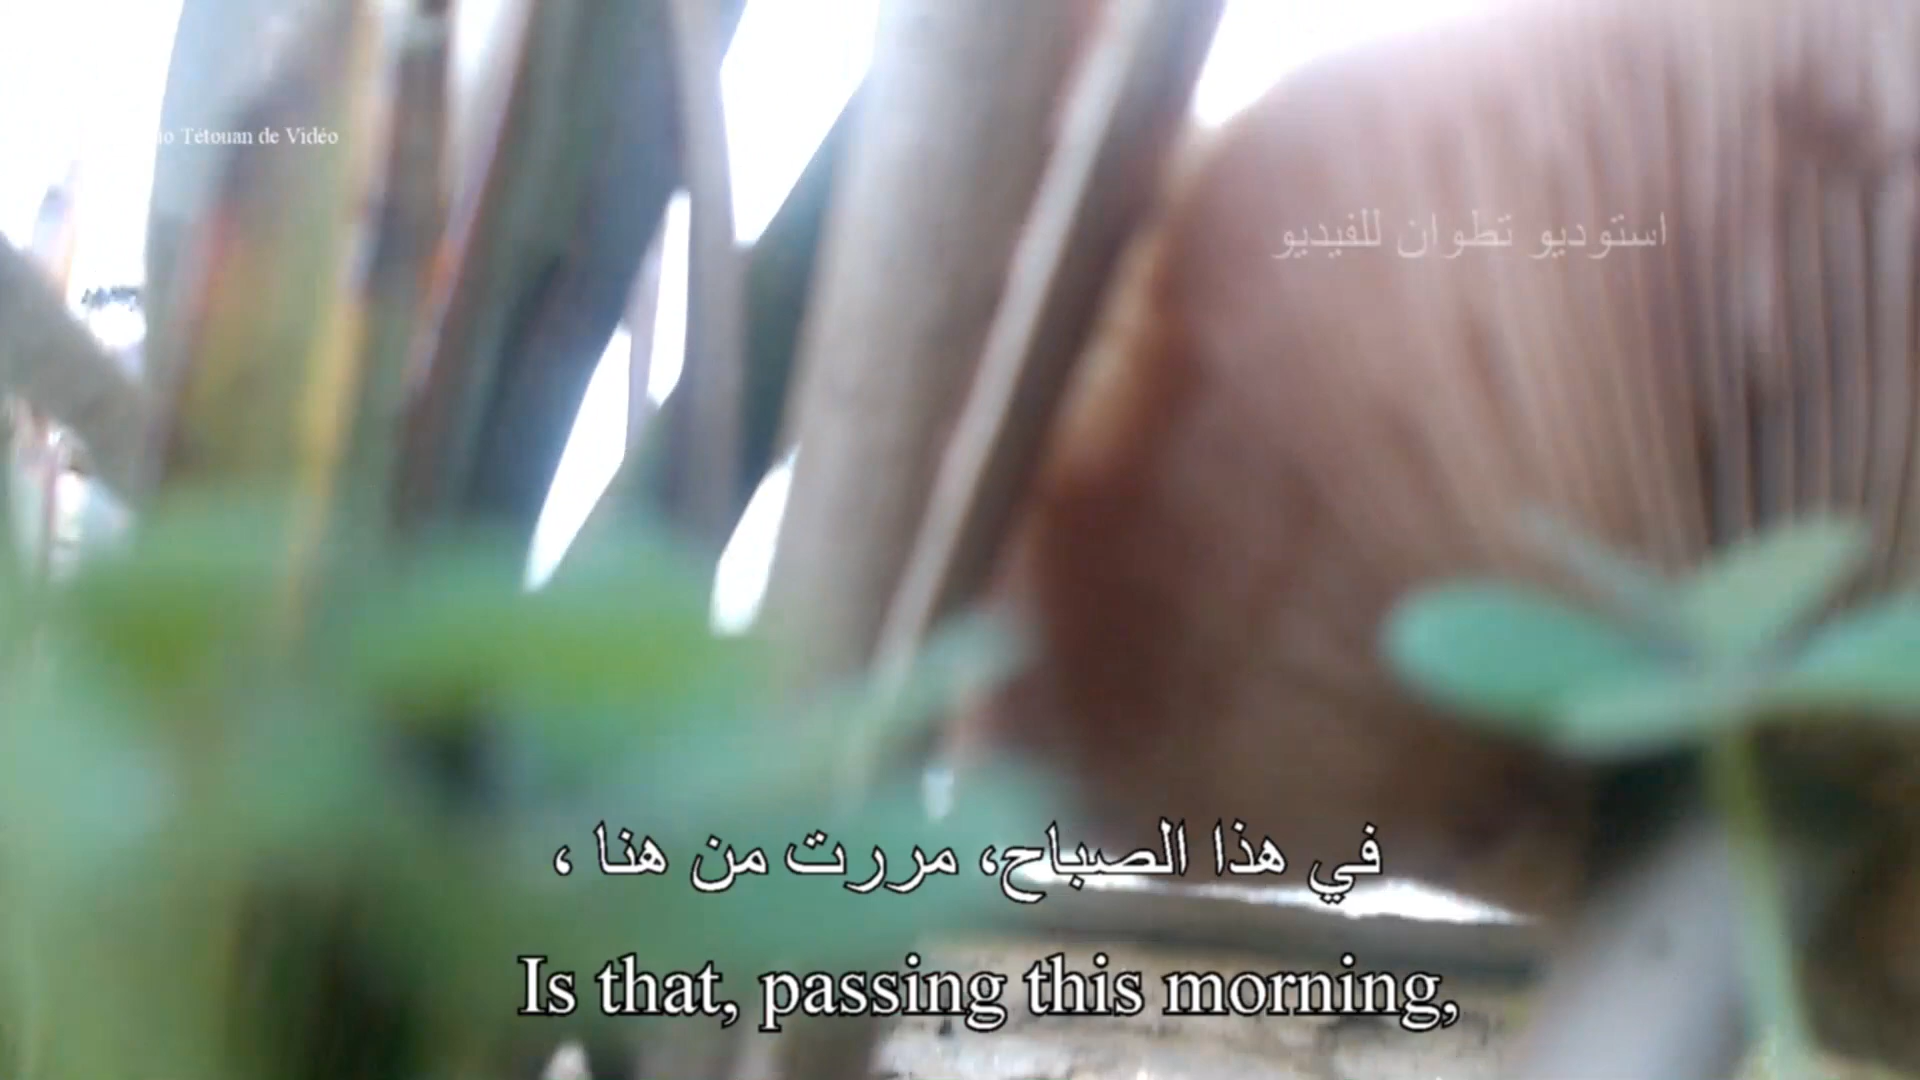 Tétouan de Vidéo
استوديو تطوان للفيديو
في هذا الصباح، مررت من هنا ،
Is that, passing this morning,